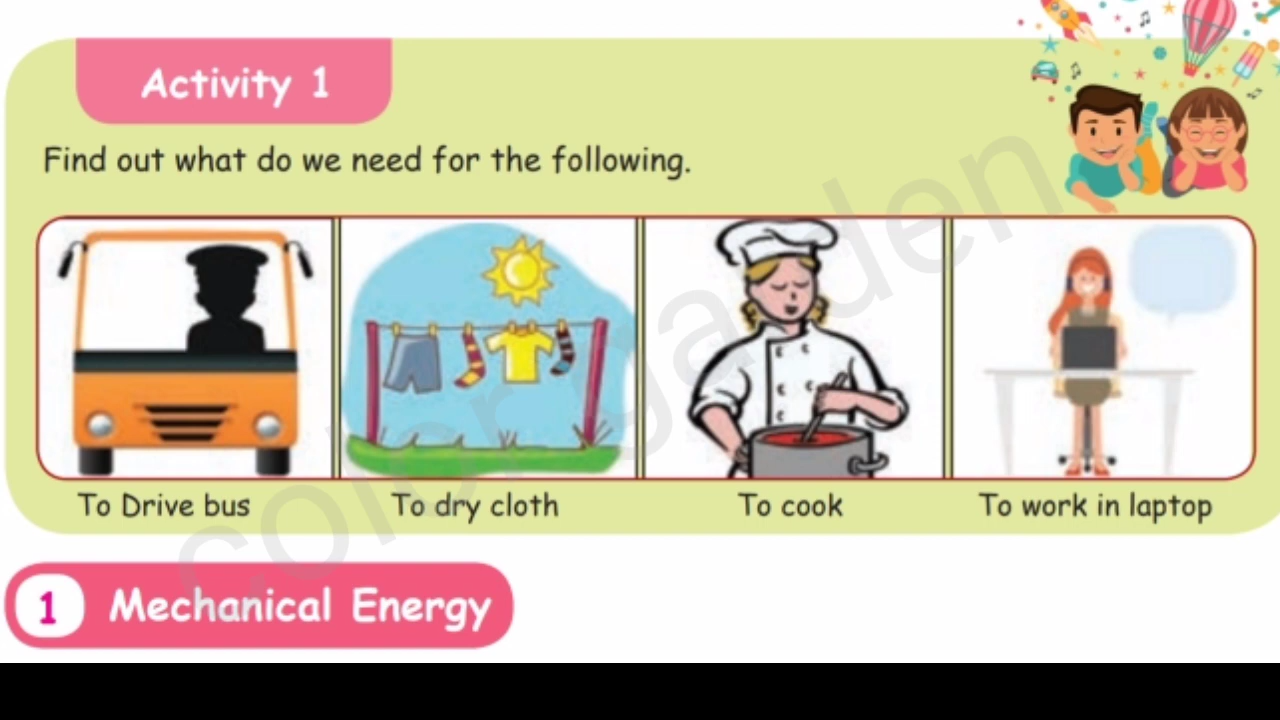 Activity 1
Find out what do we need for the following.
To Drive bus
To dry cloth
To cook
To work in laptop
1 Mechanical Energy